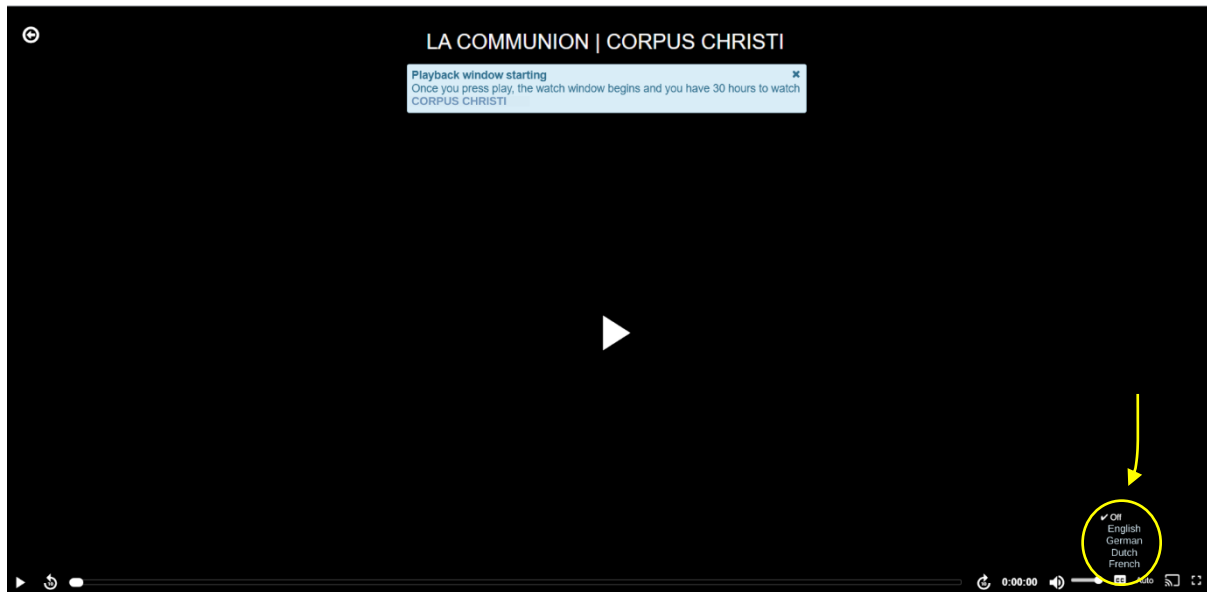 LA COMMUNION | CORPUS CHRISTI
Playback window starting
Once you press play, the watch window begins and you have 30 hours to watch
CORPUS CHRISTI
✔ Off
English
German
Dutch
French
0:00:00
CC
Auto